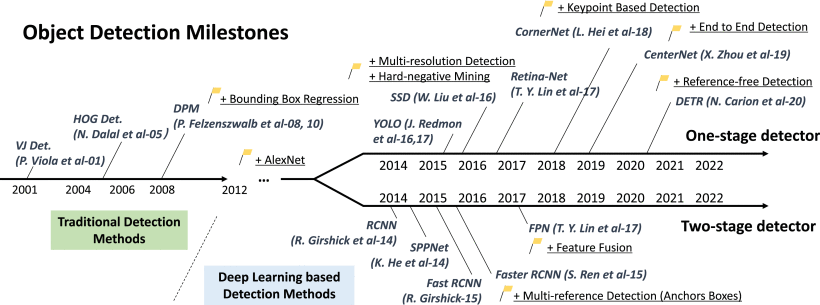 Object Detection Milestones
+ Keypoint Based Detection
CornerNet (L. Hei et al-18)
+ End to End Detection
CenterNet (X. Zhou et al-19)
+ Multi-resolution Detection
+ Hard-negative Mining
Retina-Net
(T. Y. Lin et al-17)
+ Reference-free Detection
DETR (N. Carion et al-20)
SSD (W. Liu et al-16)
+ Bounding Box Regression
DPM
(P. Felzenszwalb et al-08, 10)
HOG Det.
(N. Dalal et al-05)
YOLO (J. Redmon
et al-16,17)
VJ Det.
(P. Viola et al-01)
+ AlexNet
One-stage detector
2014 2015 2016 2017 2018 2019 2020 2021 2022
2001 2004 2006 2008 2012 ...
2014 2015 2016 2017 2018 2019 2020 2021 2022
Two-stage detector
Traditional Detection
Methods
RCNN
(R. Girshick et al-14)
SPPNet
(K. He et al-14)
FPN (T. Y. Lin et al-17)
+ Feature Fusion
Deep Learning based
Detection Methods
Fast RCNN
(R. Girshick-15)
Faster RCNN (S. Ren et al-15)
+ Multi-reference Detection (Anchors Boxes)